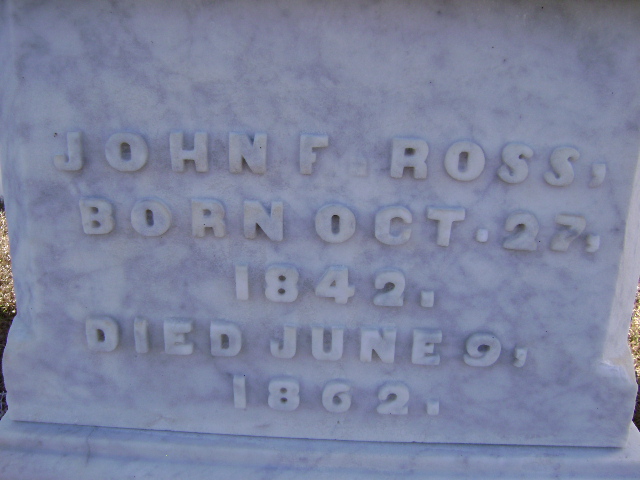 JOHN F. ROSS,
BORN OCT. 27,
1842.
DIED JUNE 9,
1862.